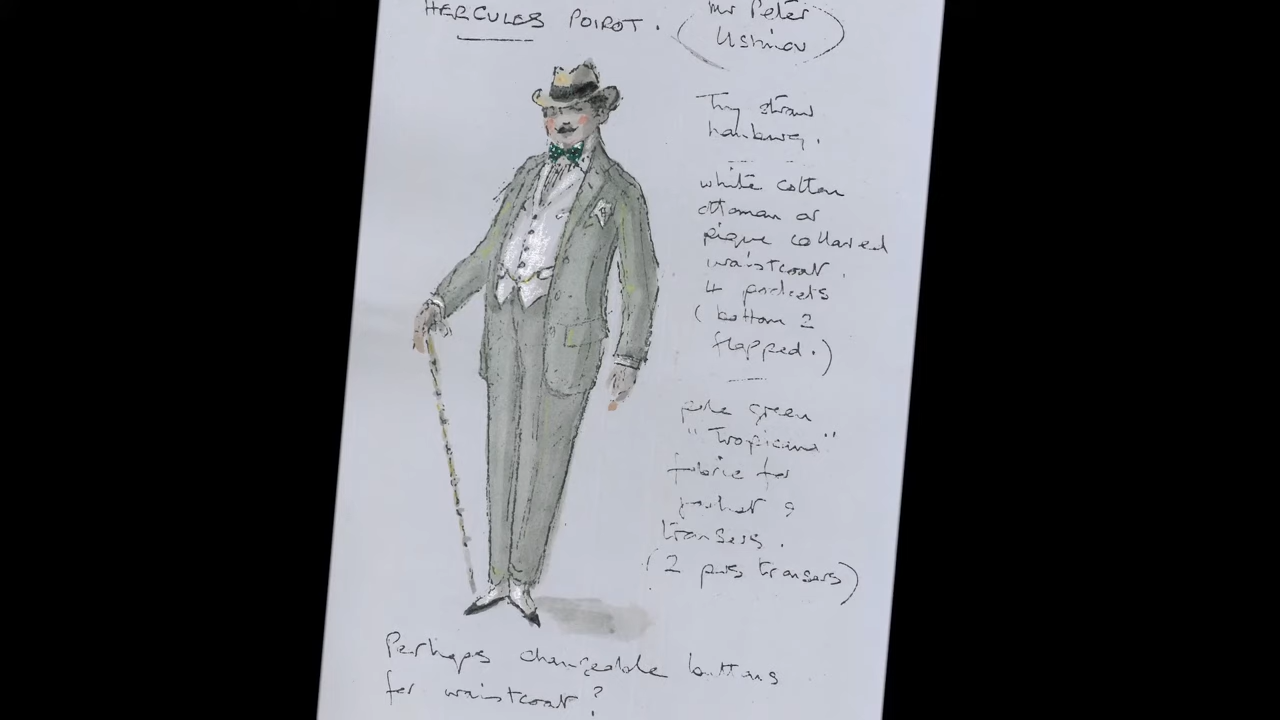 HERCULES POIROT.
Mr Peter
Ustinov
Tiny straw
hamburg.
white cotton
ottoman or
pique collared
waistcoat.
4 pockets
(bottom 2
flapped.)
pale green
"Tropicana"
fabric for
jacket &
trousers.
(2 prs trousers)
Perhaps changeable buttons
for waistcoat?